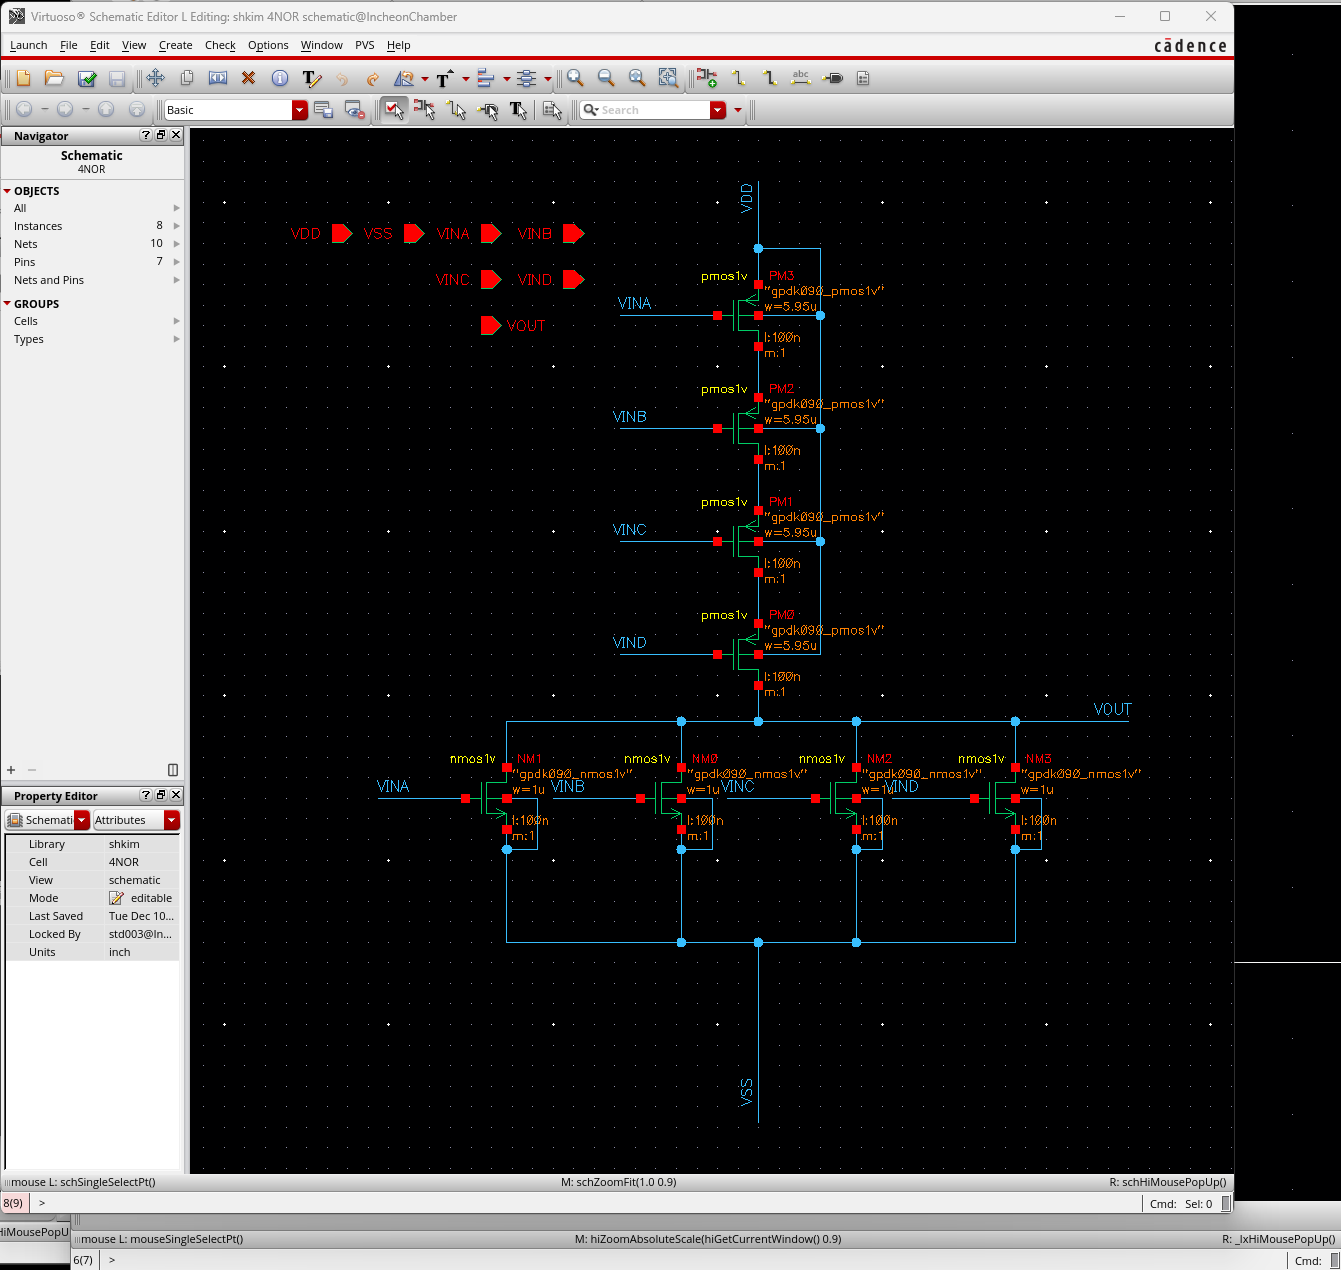 Virtuoso® Schematic Editor L Editing: shkim 4NOR schematic@IncheonChamber
Launch File Edit View Create Check Options Window PVS Help
cādence
Basic
Search
Navigator
Schematic
4NOR
OBJECTS
All
Instances 8
Nets 10
Pins 7
Nets and Pins
GROUPS
Cells
Types
Property Editor
Schemati Attributes
Library shkim
Cell 4NOR
View schematic
Mode editable
Last Saved Tue Dec 10...
Locked By std003@In...
Units inch
VDD
VDD VSS VINA VINB
VINC VIND
VOUT
pmos1v PM3
"gpdk090_pmos1v"
VINA w=5.95u
l:100n
m:1
pmos1v PM2
"gpdk090_pmos1v"
VINB w=5.95u
l:100n
m:1
pmos1v PM1
"gpdk090_pmos1v"
VINC w=5.95u
l:100n
m:1
pmos1v PM0
"gpdk090_pmos1v"
VIND w=5.95u
l:100n
m:1
VOUT
nmos1v NM1 nmos1v NM0 nmos1v NM2 nmos1v NM3
"gpdk090_nmos1v" "gpdk090_nmos1v" "gpdk090_nmos1v" "gpdk090_nmos1v"
VINA w=1u VINB w=1u VINC w=1u VIND w=1u
l:100n l:100n l:100n l:100n
m:1 m:1 m:1 m:1
VSS
mouse L: schSingleSelectPt() M: schZoomFit(1.0 0.9) R: schHiMousePopUp()
8(9) > Cmd: Sel: 0
HiMousePopU
mouse L: mouseSingleSelectPt() M: hiZoomAbsoluteScale(hiGetCurrentWindow() 0.9) R: _lxHiMousePopUp()
6(7) > Cmd: